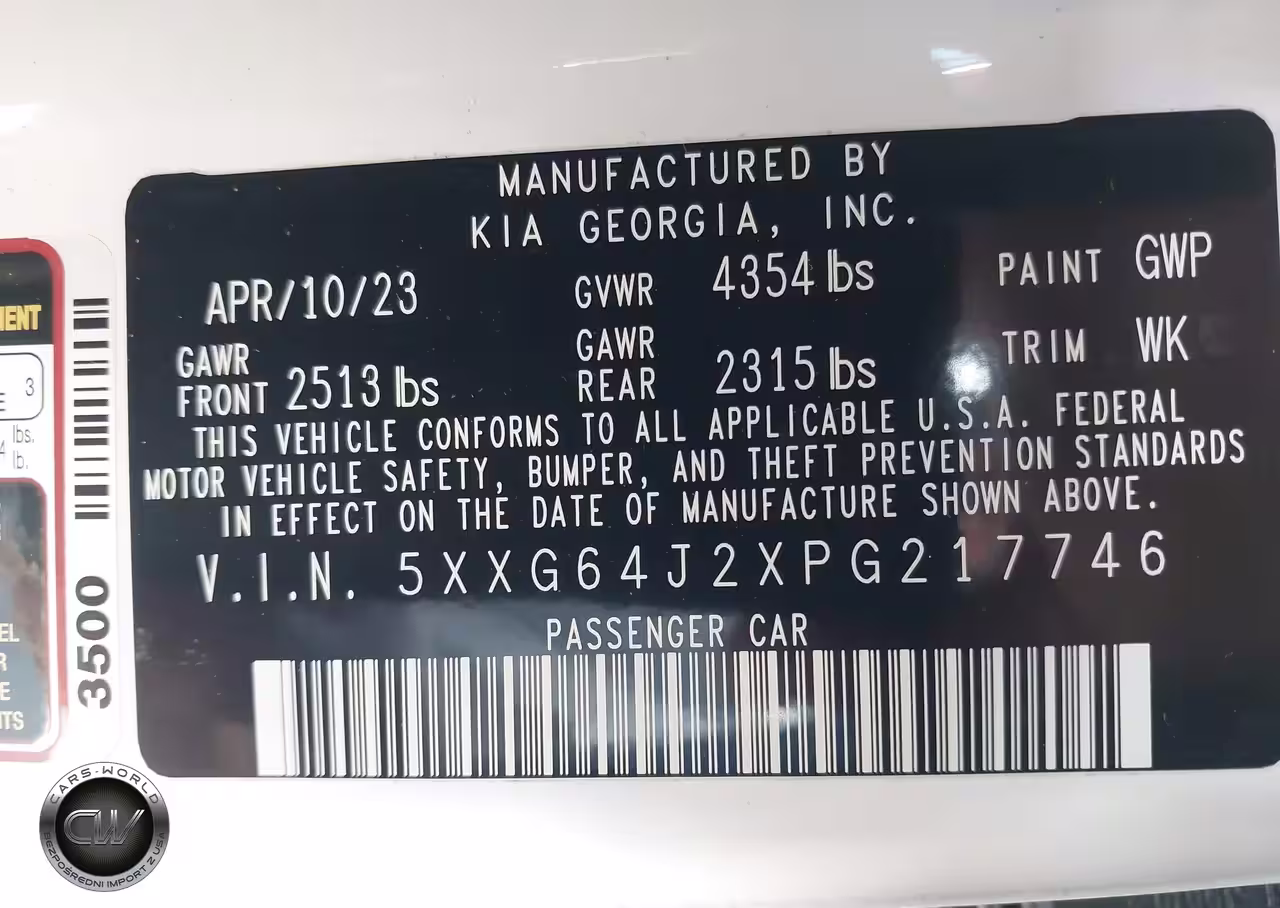 MANUFACTURED BY
KIA GEORGIA, INC.
APR/10/23 GVWR 4354 lbs PAINT GWP
GAWR FRONT 2513 lbs GAWR REAR 2315 lbs TRIM WK
THIS VEHICLE CONFORMS TO ALL APPLICABLE U.S.A. FEDERAL
MOTOR VEHICLE SAFETY, BUMPER, AND THEFT PREVENTION STANDARDS
IN EFFECT ON THE DATE OF MANUFACTURE SHOWN ABOVE.
V.I.N. 5XXG64J2XPG217746
PASSENGER CAR
3500
3
lbs.
lb.
CARS-WORLD
CW
BEZPOŚREDNI IMPORT Z USA